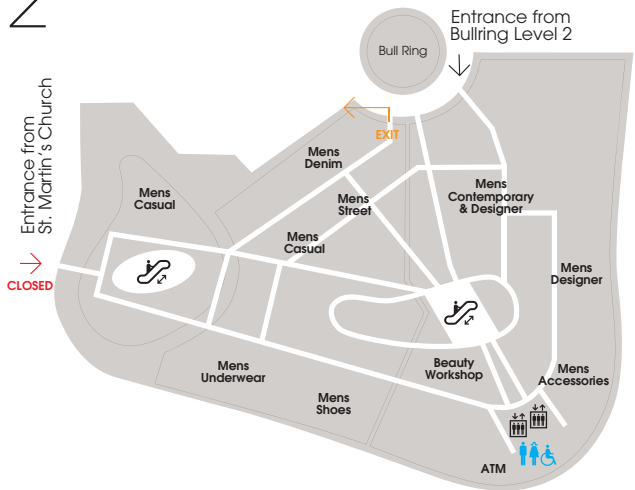 2
Entrance from
Bullring Level 2
Bull Ring
Entrance from
St. Martin's Church
EXIT
Mens
Denim
Mens
Casual
Mens
Street
Mens
Contemporary
& Designer
Mens
Casual
Mens
Designer
CLOSED
Mens
Underwear
Beauty
Workshop
Mens
Accessories
Mens
Shoes
ATM